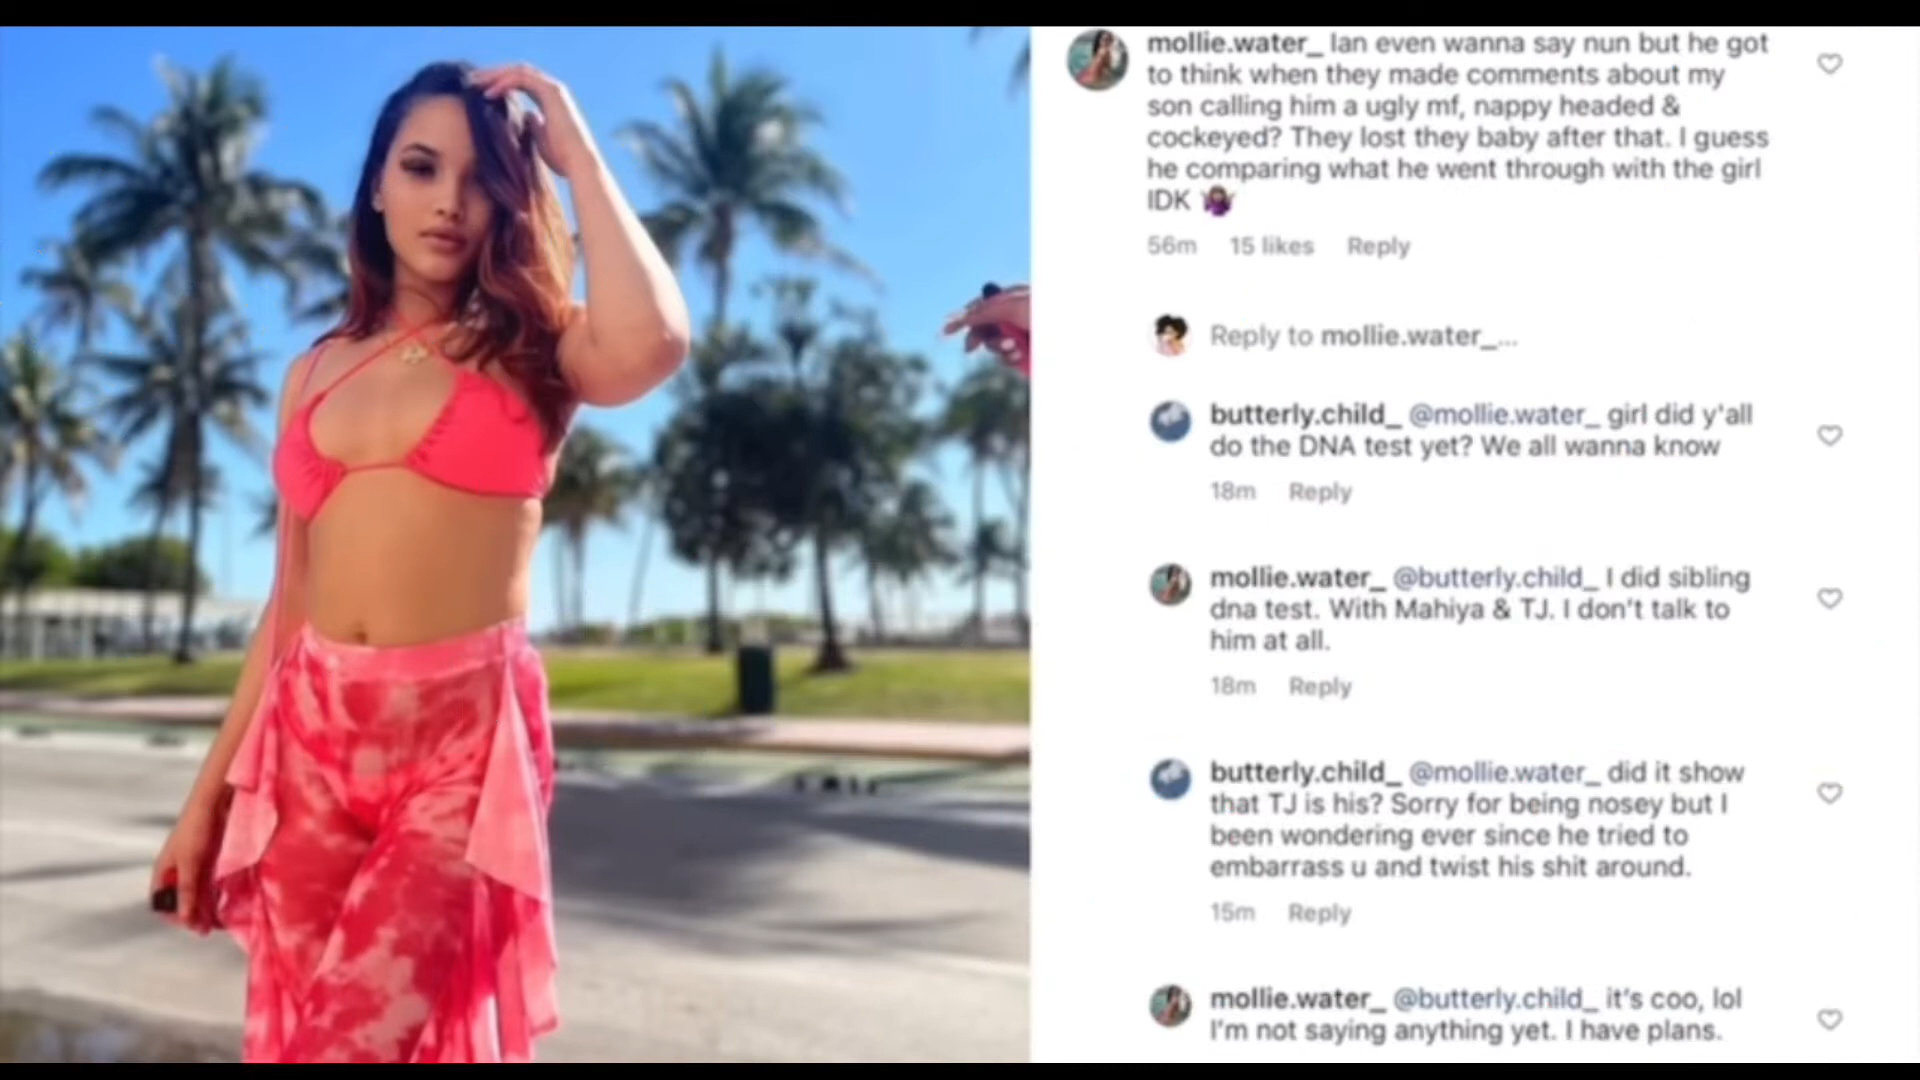 mollie.water_ Ian even wanna say nun but he got
to think when they made comments about my
son calling him a ugly mf, nappy headed &
cockeyed? They lost they baby after that. I guess
he comparing what he went through with the girl
IDK 🤷🏾‍♀️
56m 15 likes Reply
Reply to mollie.water_...
butterly.child_ @mollie.water_ girl did y'all
do the DNA test yet? We all wanna know
18m Reply
mollie.water_ @butterly.child_ I did sibling
dna test. With Mahiya & TJ. I don't talk to
him at all.
18m Reply
butterly.child_ @mollie.water_ did it show
that TJ is his? Sorry for being nosey but I
been wondering ever since he tried to
embarrass u and twist his shit around.
15m Reply
mollie.water_ @butterly.child_ it's coo, lol
I'm not saying anything yet. I have plans.